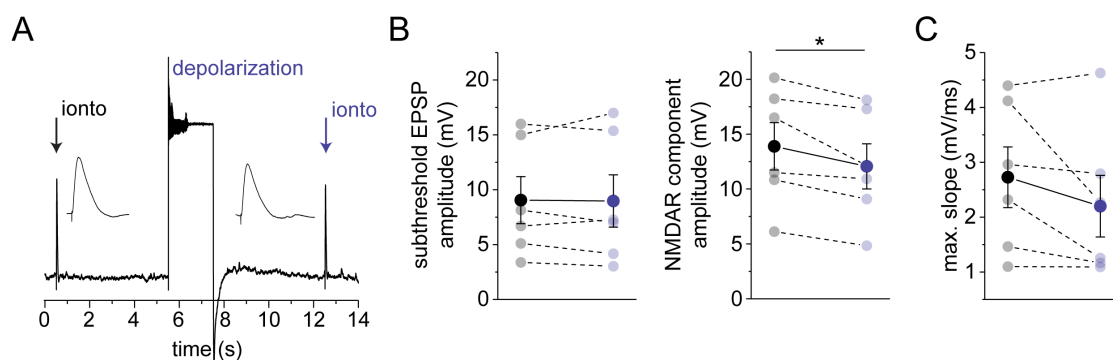 A
depolarization
ionto
ionto
0 2 4 6 8 10 12 14
time (s)
B
subthreshold EPSP
amplitude (mV)
20
15
10
5
0
NMDAR component
amplitude (mV)
20
15
10
5
0
*
C
max. slope (mV/ms)
5
4
3
2
1